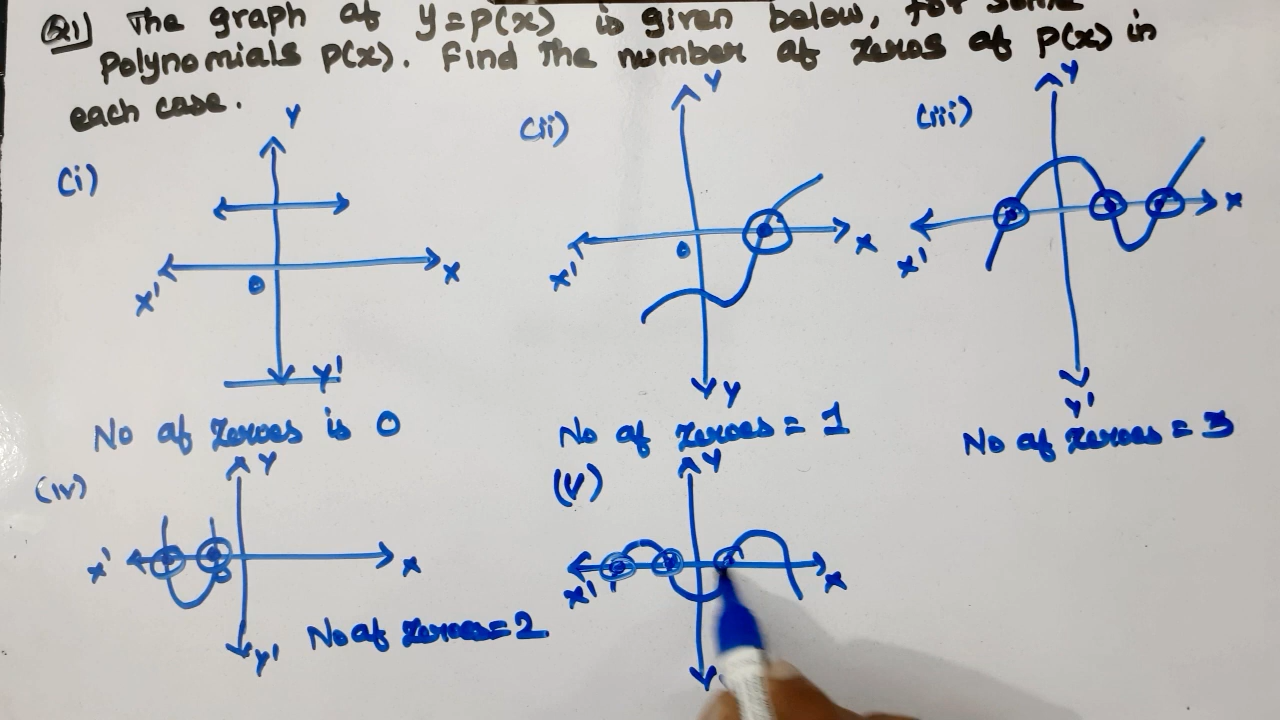 Q1) The graph of y=p(x) is given below, for some
Polynomials p(x). Find the number of zeros of p(x) in
each case.
(i)
Y
X'
O
X
Y'
No of zeroes is 0
(ii)
Y
X'
O
X
Y
No of zeroes = 1
(iii)
Y
X'
X
Y'
No of zeroes = 3
(iv)
Y
X'
O
X
Y'
No of zeroes = 2
(v)
Y
X'
X